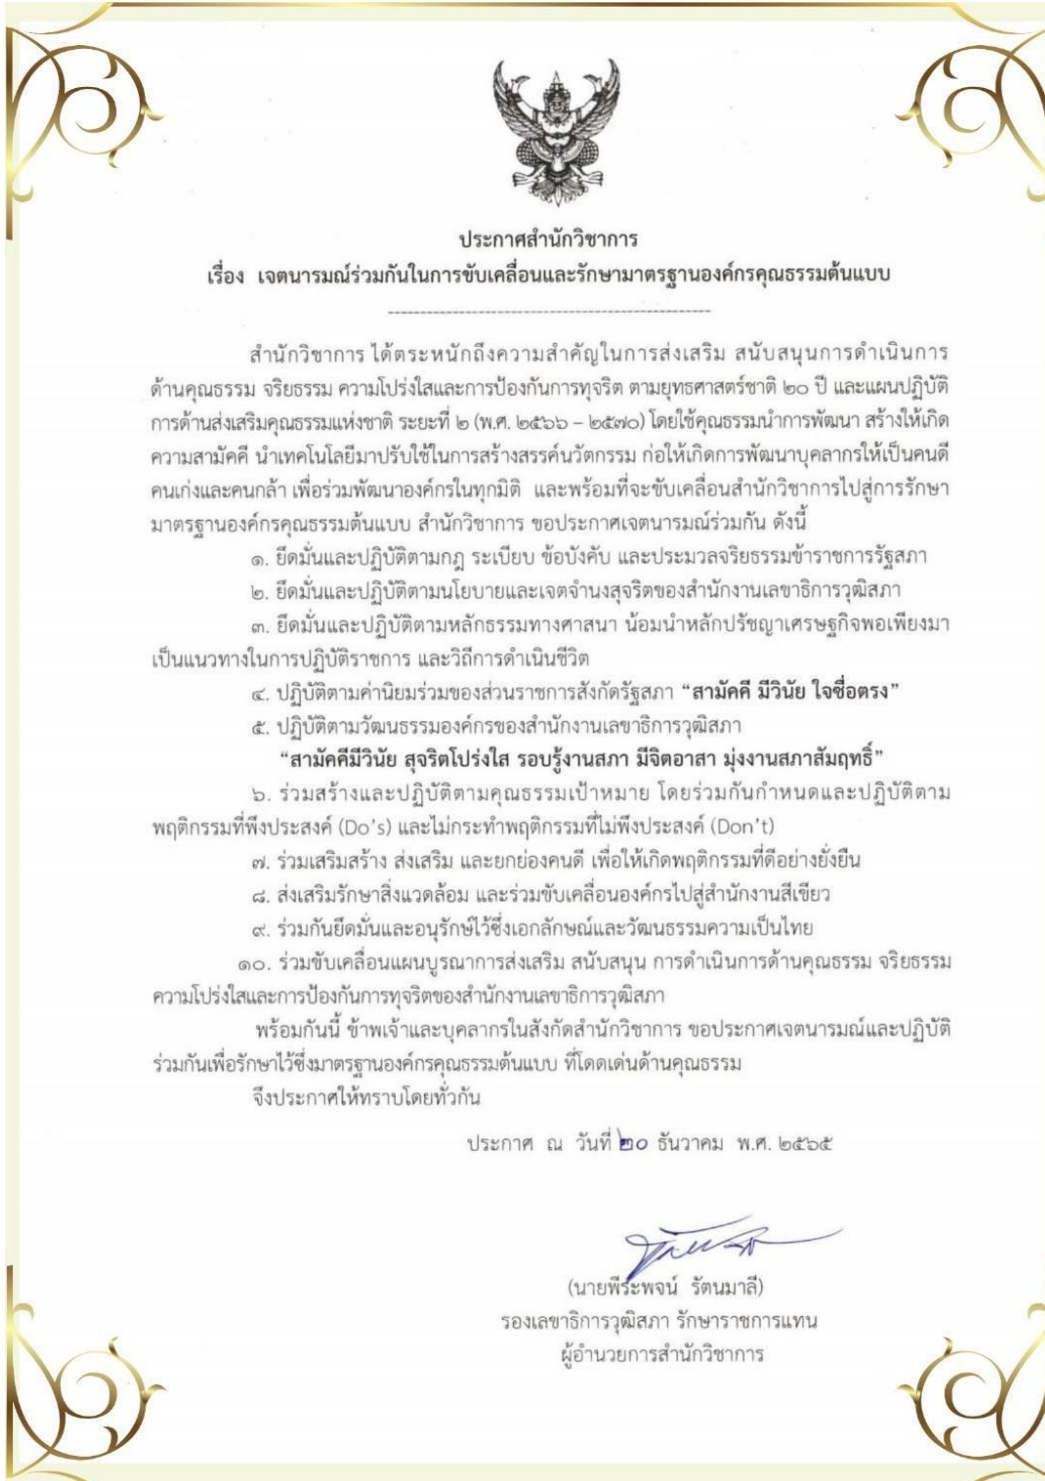 ประกาศสำนักวิชาการ
เรื่อง เจตนารมณ์ร่วมกันในการขับเคลื่อนและรักษามาตรฐานองค์กรคุณธรรมต้นแบบ
สำนักวิชาการ ได้ตระหนักถึงความสำคัญในการส่งเสริม สนับสนุนการดำเนินการ
ด้านคุณธรรม จริยธรรม ความโปร่งใสและการป้องกันการทุจริต ตามยุทธศาสตร์ชาติ ๒๐ ปี และแผนปฏิบัติ
การด้านส่งเสริมคุณธรรมแห่งชาติ ระยะที่ ๒ (พ.ศ. ๒๕๖๖ – ๒๕๗๐) โดยใช้คุณธรรมนำการพัฒนา สร้างให้เกิด
ความสามัคคี นำเทคโนโลยีมาปรับใช้ในการสร้างสรรค์นวัตกรรม ก่อให้เกิดการพัฒนาบุคลากรให้เป็นคนดี
คนเก่งและคนกล้า เพื่อร่วมพัฒนาองค์กรในทุกมิติ และพร้อมที่จะขับเคลื่อนสำนักวิชาการไปสู่การรักษา
มาตรฐานองค์กรคุณธรรมต้นแบบ สำนักวิชาการ ขอประกาศเจตนารมณ์ร่วมกัน ดังนี้
๑. ยึดมั่นและปฏิบัติตามกฎ ระเบียบ ข้อบังคับ และประมวลจริยธรรมข้าราชการรัฐสภา
๒. ยึดมั่นและปฏิบัติตามนโยบายและเจตจำนงสุจริตของสำนักงานเลขาธิการวุฒิสภา
๓. ยึดมั่นและปฏิบัติตามหลักธรรมทางศาสนา น้อมนำหลักปรัชญาเศรษฐกิจพอเพียงมา
เป็นแนวทางในการปฏิบัติราชการ และวิถีการดำเนินชีวิต
๔. ปฏิบัติตามค่านิยมร่วมของส่วนราชการสังกัดรัฐสภา “สามัคคี มีวินัย ใจซื่อตรง”
๕. ปฏิบัติตามวัฒนธรรมองค์กรของสำนักงานเลขาธิการวุฒิสภา
“สามัคคีมีวินัย สุจริตโปร่งใส รอบรู้งานสภา มีจิตอาสา มุ่งงานสภาสัมฤทธิ์”
๖. ร่วมสร้างและปฏิบัติตามคุณธรรมเป้าหมาย โดยร่วมกันกำหนดและปฏิบัติตาม
พฤติกรรมที่พึงประสงค์ (Do’s) และไม่กระทำพฤติกรรมที่ไม่พึงประสงค์ (Don’t)
๗. ร่วมเสริมสร้าง ส่งเสริม และยกย่องคนดี เพื่อให้เกิดพฤติกรรมที่ดีอย่างยั่งยืน
๘. ส่งเสริมรักษาสิ่งแวดล้อม และร่วมขับเคลื่อนองค์กรไปสู่สำนักงานสีเขียว
๙. ร่วมกันยึดมั่นและอนุรักษ์ไว้ซึ่งเอกลักษณ์และวัฒนธรรมความเป็นไทย
๑๐. ร่วมขับเคลื่อนแผนบูรณาการส่งเสริม สนับสนุน การดำเนินการด้านคุณธรรม จริยธรรม
ความโปร่งใสและการป้องกันการทุจริตของสำนักงานเลขาธิการวุฒิสภา
พร้อมกันนี้ ข้าพเจ้าและบุคลากรในสังกัดสำนักวิชาการ ขอประกาศเจตนารมณ์และปฏิบัติ
ร่วมกันเพื่อรักษาไว้ซึ่งมาตรฐานองค์กรคุณธรรมต้นแบบ ที่โดดเด่นด้านคุณธรรม
จึงประกาศให้ทราบโดยทั่วกัน
ประกาศ ณ วันที่ ๒๐ ธันวาคม พ.ศ. ๒๕๖๕
(นายพีระพจน์ รัตนมาลี)
รองเลขาธิการวุฒิสภา รักษาราชการแทน
ผู้อำนวยการสำนักวิชาการ